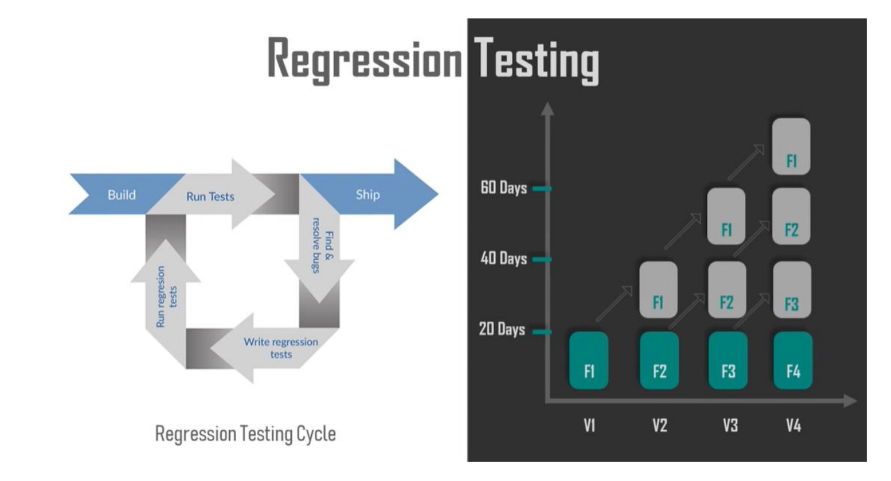 Regression Testing
Build
Run Tests
Ship
Find &
resolve bugs
Write regression
tests
Run regresion
tests
Regression Testing Cycle
60 Days
40 Days
20 Days
F1
F1
F2
F1
F2
F3
F1
F2
F3
F4
V1
V2
V3
V4